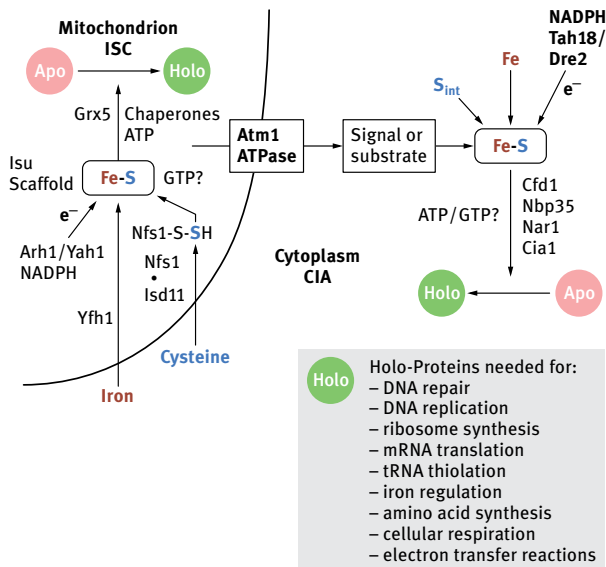 Mitochondrion
ISC
Apo
Holo
Grx5
Chaperones
ATP
Isu
Scaffold
Fe-S
GTP?
e–
Arh1/Yah1
NADPH
Nfs1-S-SH
Nfs1
•
Isd11
Yfh1
Cysteine
Iron
Atm1
ATPase
Signal or
substrate
Cytoplasm
CIA
NADPH
Tah18/
Dre2
Fe
Sint
e–
Fe-S
ATP/GTP?
Cfd1
Nbp35
Nar1
Cia1
Holo
Apo
Holo
Holo-Proteins needed for:
– DNA repair
– DNA replication
– ribosome synthesis
– mRNA translation
– tRNA thiolation
– iron regulation
– amino acid synthesis
– cellular respiration
– electron transfer reactions